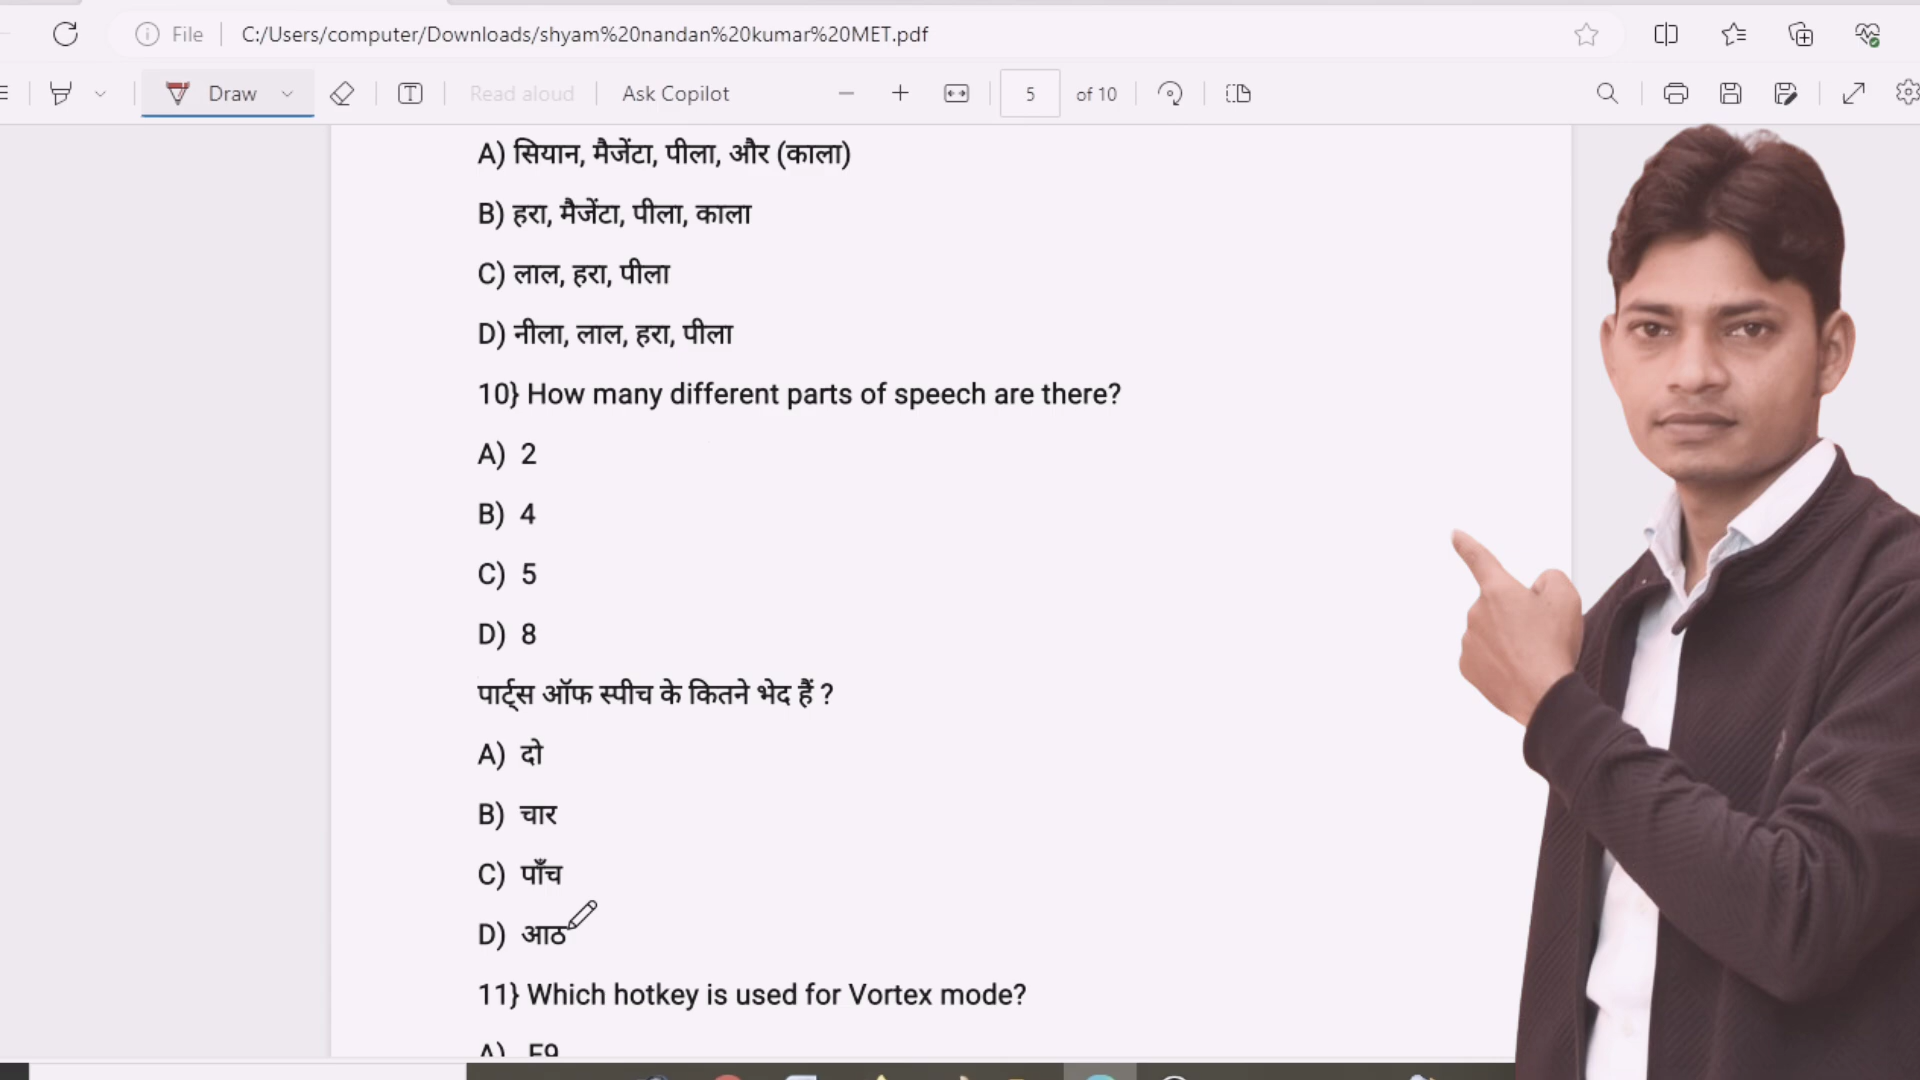 File C:/Users/computer/Downloads/shyam%20nandan%20kumar%20MET.pdf
Draw Read aloud Ask Copilot 5 of 10
A) सियान, मैजेंटा, पीला, और (काला)
B) हरा, मैजेंटा, पीला, काला
C) लाल, हरा, पीला
D) नीला, लाल, हरा, पीला
10} How many different parts of speech are there?
A) 2
B) 4
C) 5
D) 8
पार्ट्स ऑफ स्पीच के कितने भेद हैं ?
A) दो
B) चार
C) पाँच
D) आठ
11} Which hotkey is used for Vortex mode?
A) F9